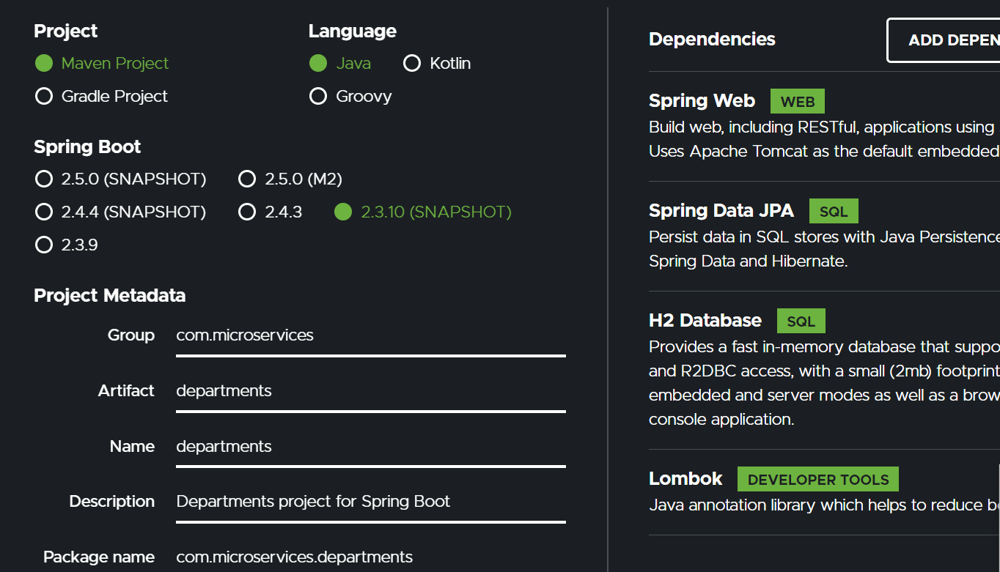 Project
Language
Maven Project
Java
Kotlin
Gradle Project
Groovy
Spring Boot
2.5.0 (SNAPSHOT)
2.5.0 (M2)
2.4.4 (SNAPSHOT)
2.4.3
2.3.10 (SNAPSHOT)
2.3.9
Project Metadata
Group com.microservices
Artifact departments
Name departments
Description Departments project for Spring Boot
Package name com.microservices.departments
Dependencies
ADD DEPEN
Spring Web WEB
Build web, including RESTful, applications using
Uses Apache Tomcat as the default embedded
Spring Data JPA SQL
Persist data in SQL stores with Java Persistence
Spring Data and Hibernate.
H2 Database SQL
Provides a fast in-memory database that suppo
and R2DBC access, with a small (2mb) footprint
embedded and server modes as well as a brow
console application.
Lombok DEVELOPER TOOLS
Java annotation library which helps to reduce bo